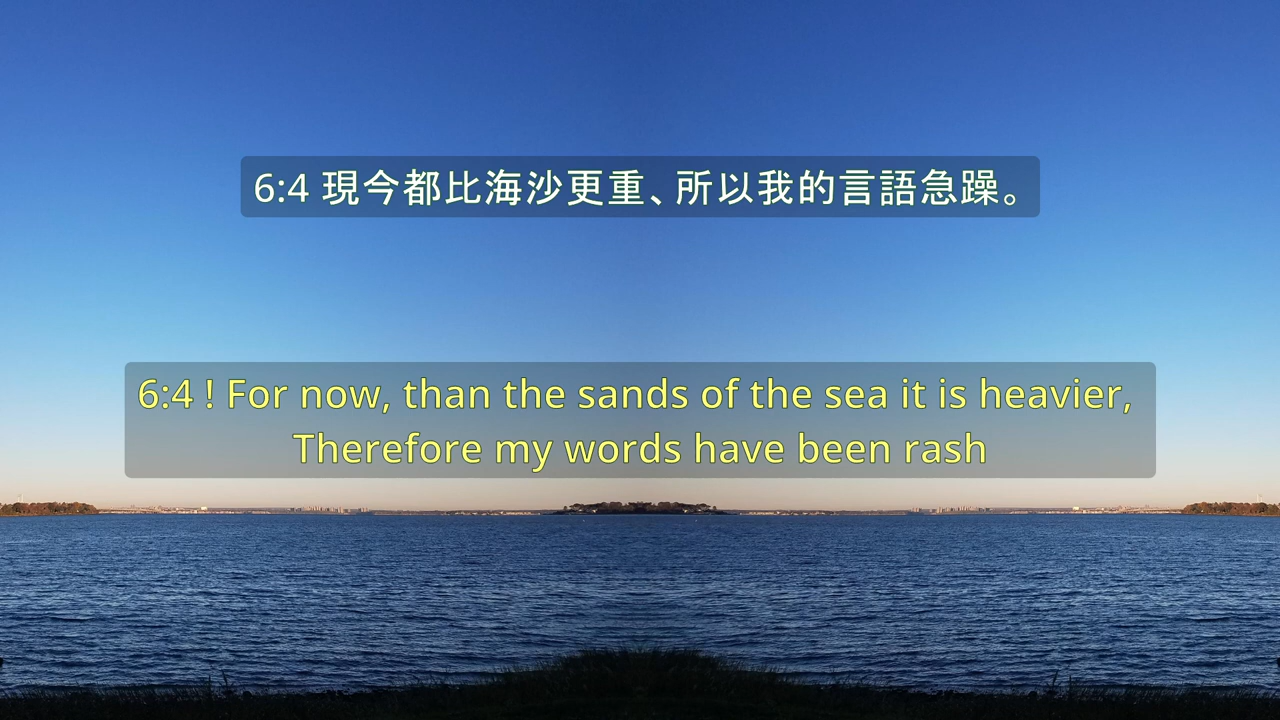 6:4 現今都比海沙更重、所以我的言語急躁。
6:4 ! For now, than the sands of the sea it is heavier,
Therefore my words have been rash